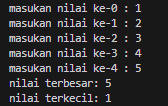 masukan nilai ke-0 : 1
masukan nilai ke-1 : 2
masukan nilai ke-2 : 3
masukan nilai ke-3 : 4
masukan nilai ke-4 : 5
nilai terbesar: 5
nilai terkecil: 1